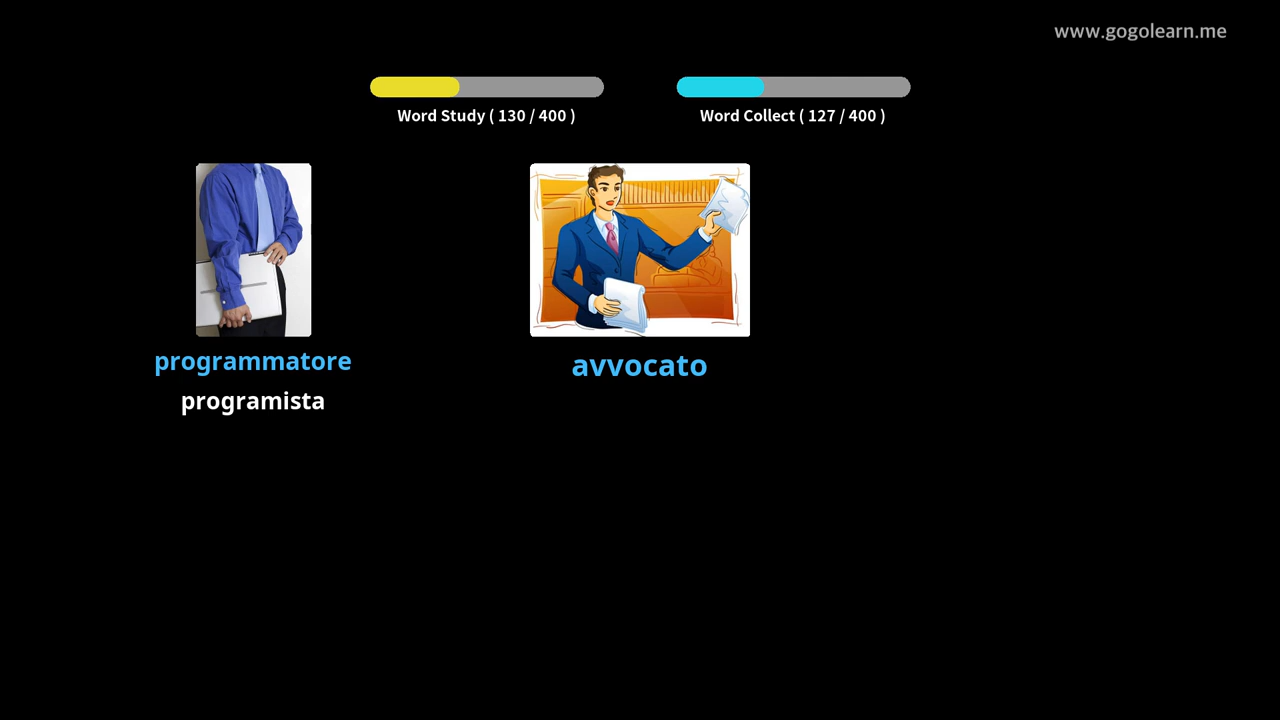 www.gogolearn.me
Word Study ( 130 / 400 )
Word Collect ( 127 / 400 )
programmatore
programista
avvocato